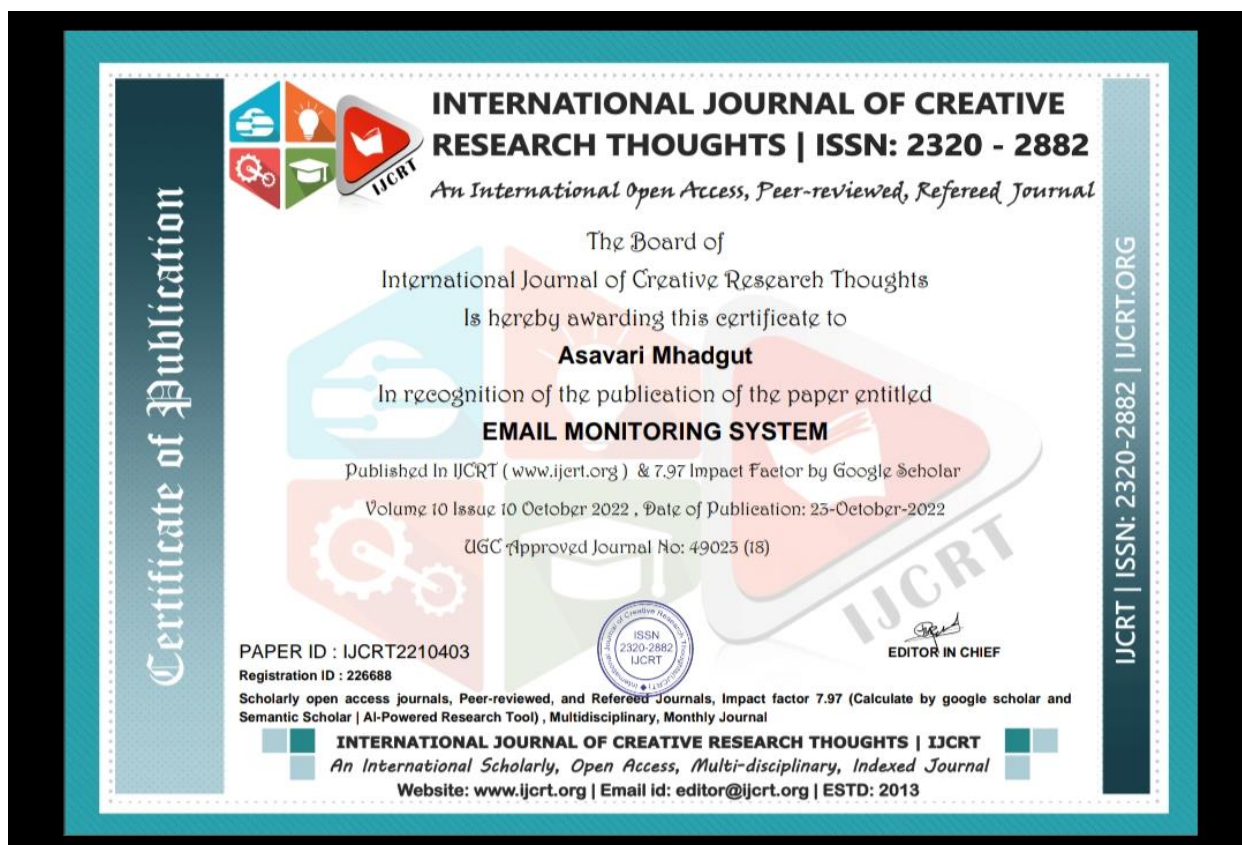 Certificate of Publication
IJCRT
INTERNATIONAL JOURNAL OF CREATIVE
RESEARCH THOUGHTS | ISSN: 2320 - 2882
An International Open Access, Peer-reviewed, Refereed Journal
The Board of
International Journal of Creative Research Thoughts
Is hereby awarding this certificate to
Asavari Mhadgut
In recognition of the publication of the paper entitled
EMAIL MONITORING SYSTEM
Published In IJCRT ( www.ijcrt.org ) & 7.97 Impact Factor by Google Scholar
Volume 10 Issue 10 October 2022 , Date of Publication: 23-October-2022
UGC Approved Journal No: 49023 (18)
IJCRT
PAPER ID : IJCRT2210403
Registration ID : 226688
International Journal of Creative Research Thoughts (IJCRT)
ISSN
2320-2882
IJCRT
EDITOR IN CHIEF
Scholarly open access journals, Peer-reviewed, and Refereed Journals, Impact factor 7.97 (Calculate by google scholar and
Semantic Scholar | AI-Powered Research Tool) , Multidisciplinary, Monthly Journal
INTERNATIONAL JOURNAL OF CREATIVE RESEARCH THOUGHTS | IJCRT
An International Scholarly, Open Access, Multi-disciplinary, Indexed Journal
Website: www.ijcrt.org | Email id: editor@ijcrt.org | ESTD: 2013
IJCRT | ISSN: 2320-2882 | IJCRT.ORG